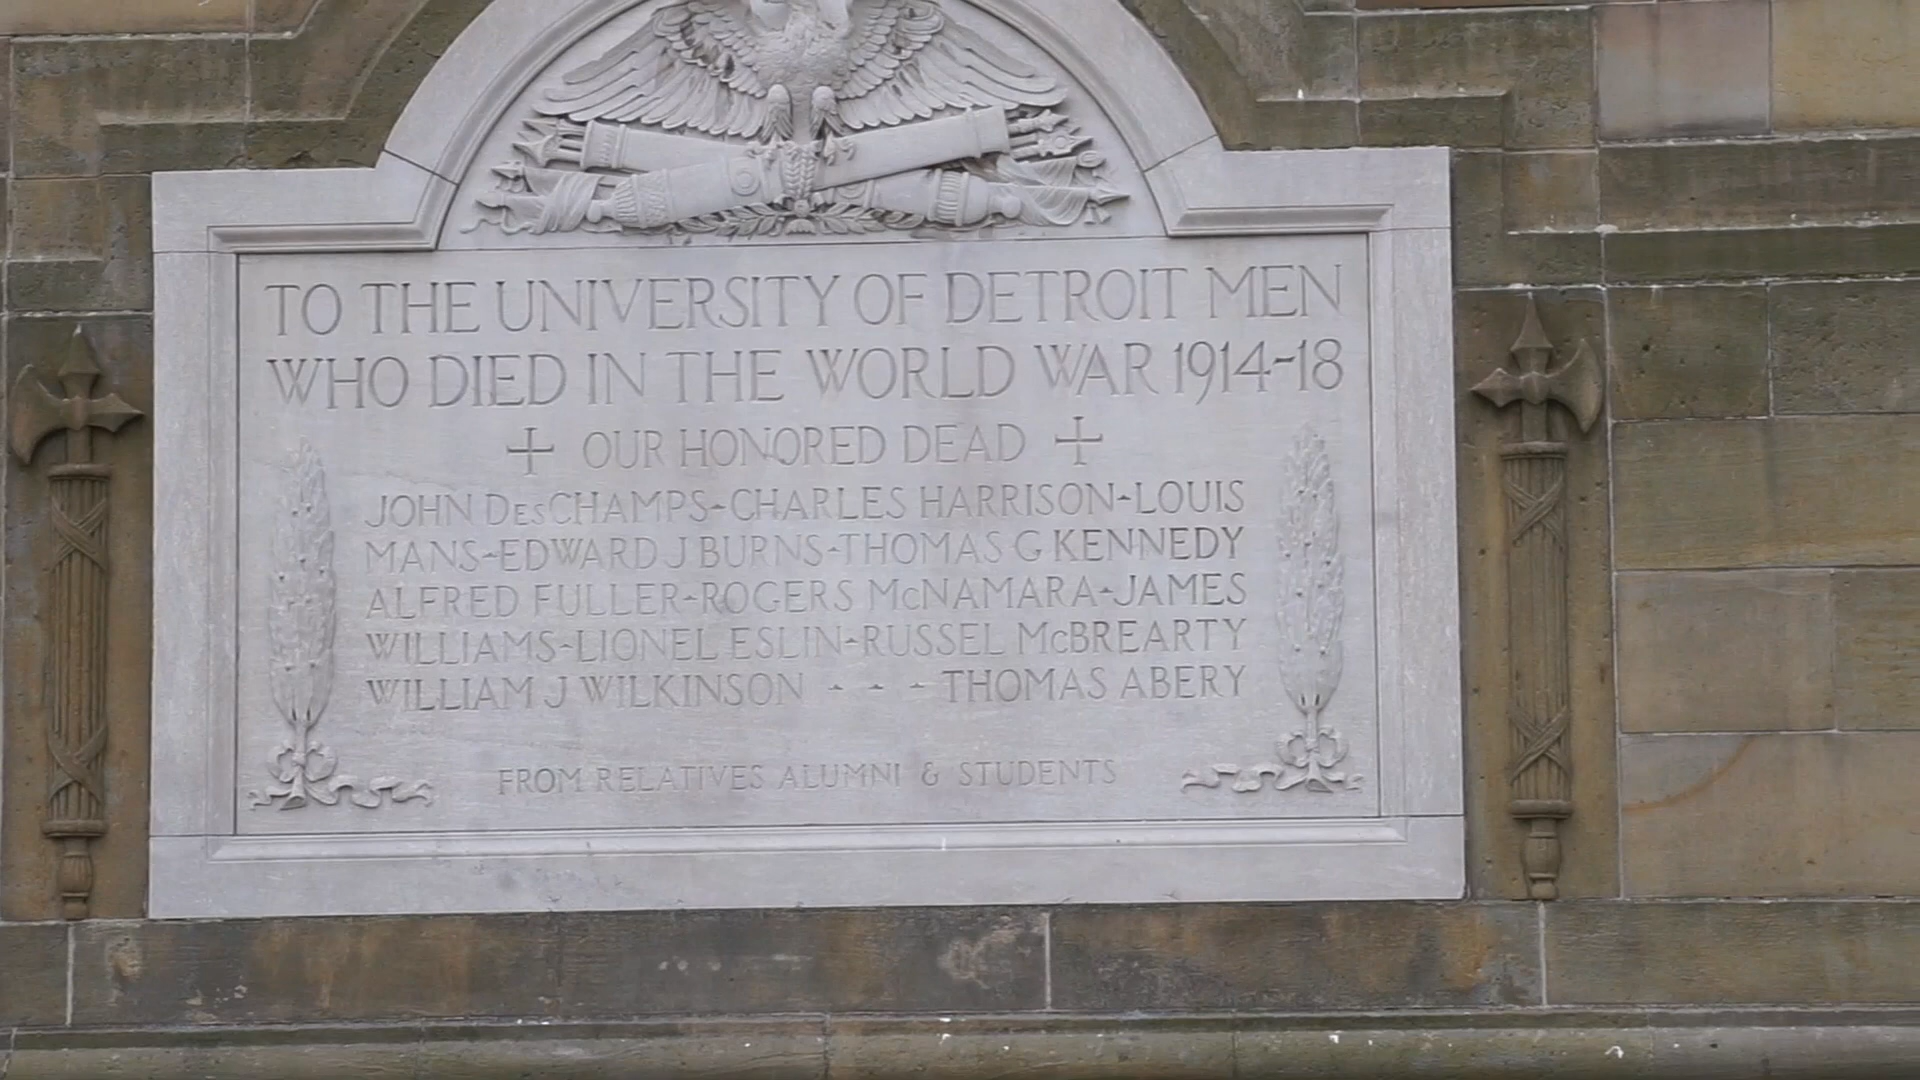 TO THE UNIVERSITY OF DETROIT MEN
WHO DIED IN THE WORLD WAR 1914-18
OUR HONORED DEAD
JOHN DESCHAMPS-CHARLES HARRISON-LOUIS
MANS-EDWARD J BURNS-THOMAS G KENNEDY
ALFRED FULLER-ROGERS MCNAMARA-JAMES
WILLIAMS-LIONEL ESLIN-RUSSEL MCBREARTY
WILLIAM J WILKINSON - - - THOMAS ABERY
FROM RELATIVES ALUMNI & STUDENTS